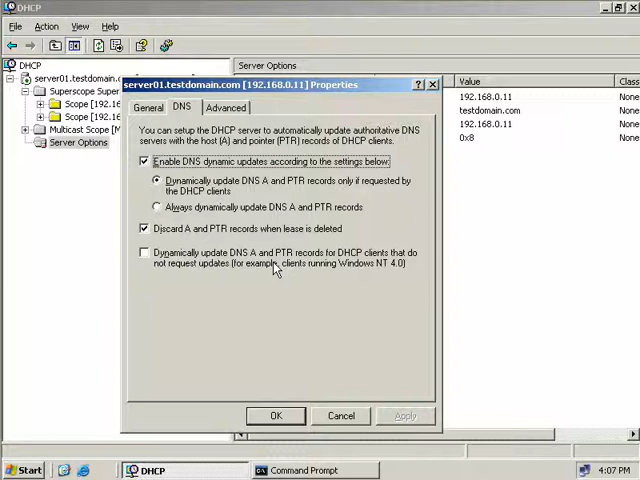 DHCP
File Action View Help
DHCP
server01.testdomain.com
Superscope Super
Scope [192.16
Scope [192.16
Multicast Scope [M
Server Options
Server Options
Value
Class
192.168.0.11
None
testdomain.com
None
192.168.0.11
None
0x8
None
server01.testdomain.com [192.168.0.11] Properties
General DNS Advanced
You can setup the DHCP server to automatically update authoritative DNS
servers with the host (A) and pointer (PTR) records of DHCP clients.
Enable DNS dynamic updates according to the settings below:
Dynamically update DNS A and PTR records only if requested by
the DHCP clients
Always dynamically update DNS A and PTR records
Discard A and PTR records when lease is deleted
Dynamically update DNS A and PTR records for DHCP clients that do
not request updates (for example, clients running Windows NT 4.0)
OK Cancel Apply
Start DHCP Command Prompt 4:07 PM